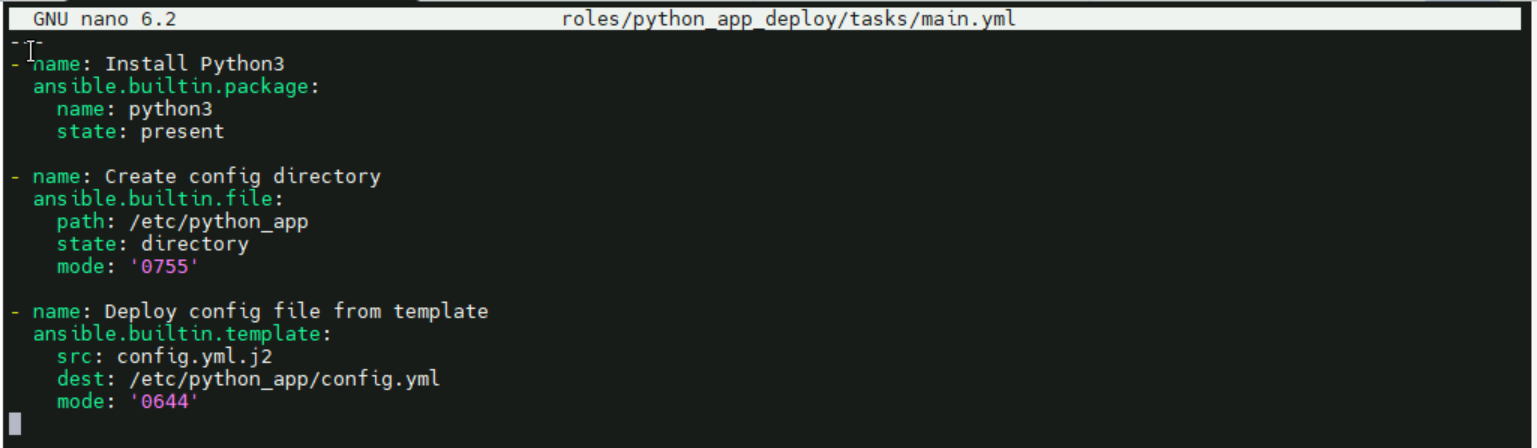 GNU nano 6.2 roles/python_app_deploy/tasks/main.yml
---
- name: Install Python3
  ansible.builtin.package:
    name: python3
    state: present

- name: Create config directory
  ansible.builtin.file:
    path: /etc/python_app
    state: directory
    mode: '0755'

- name: Deploy config file from template
  ansible.builtin.template:
    src: config.yml.j2
    dest: /etc/python_app/config.yml
    mode: '0644'